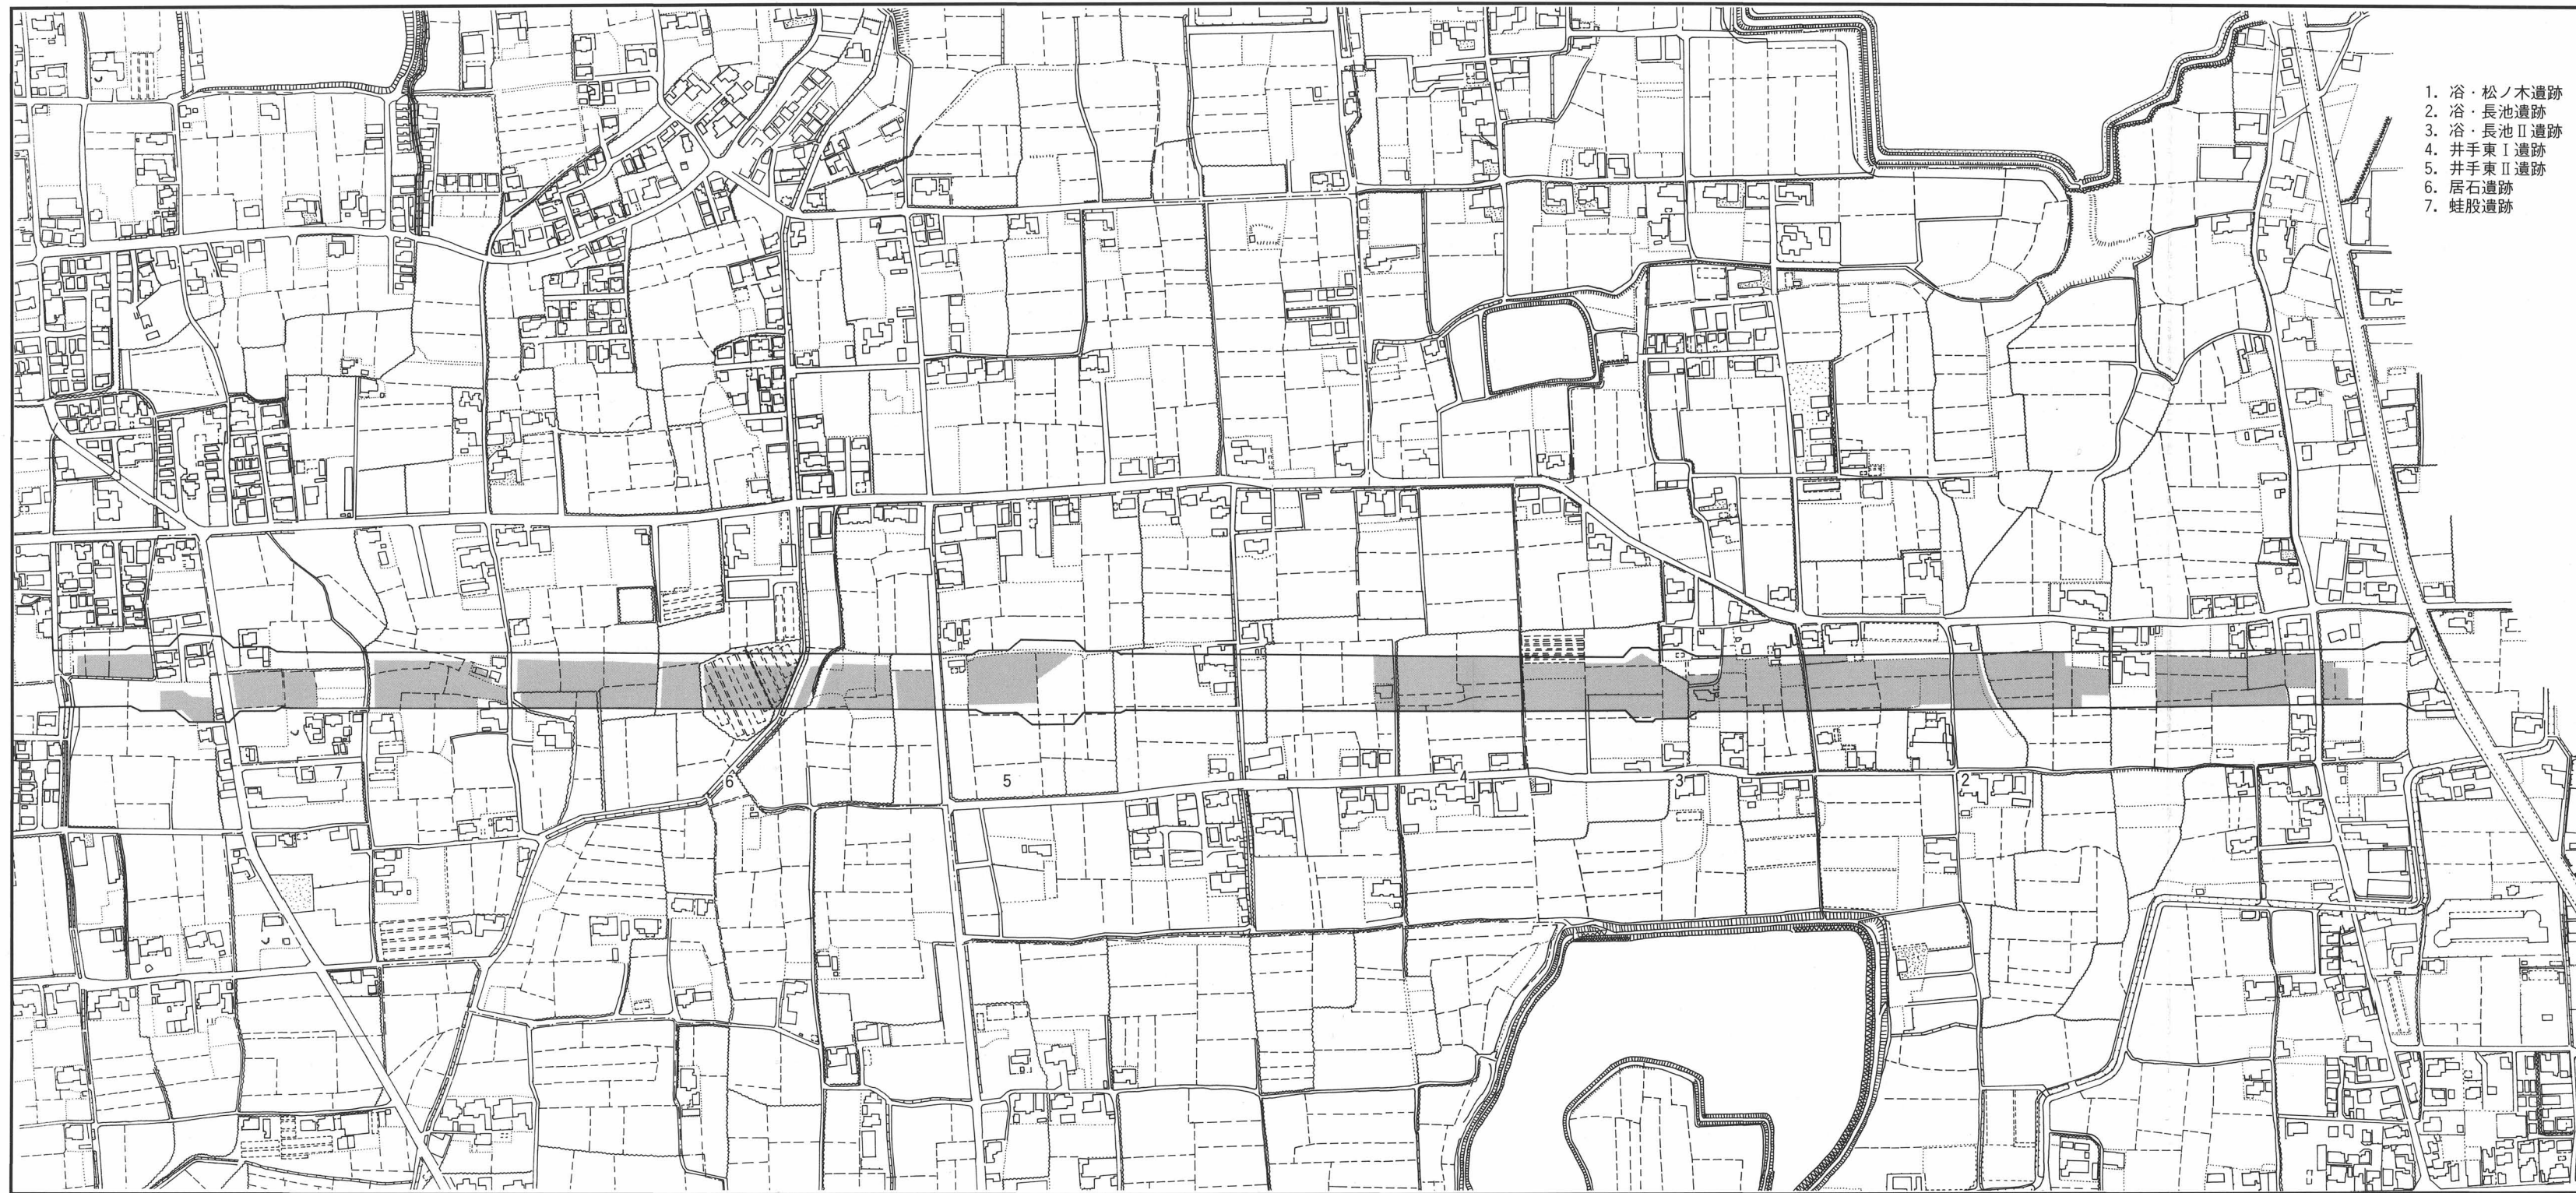 1. 浴・松ノ木遺跡
2. 浴・長池遺跡
3. 浴・長池Ⅱ遺跡
4. 井手東Ⅰ遺跡
5. 井手東Ⅱ遺跡
6. 居石遺跡
7. 蛙股遺跡
7
6
5
4
3
2
1